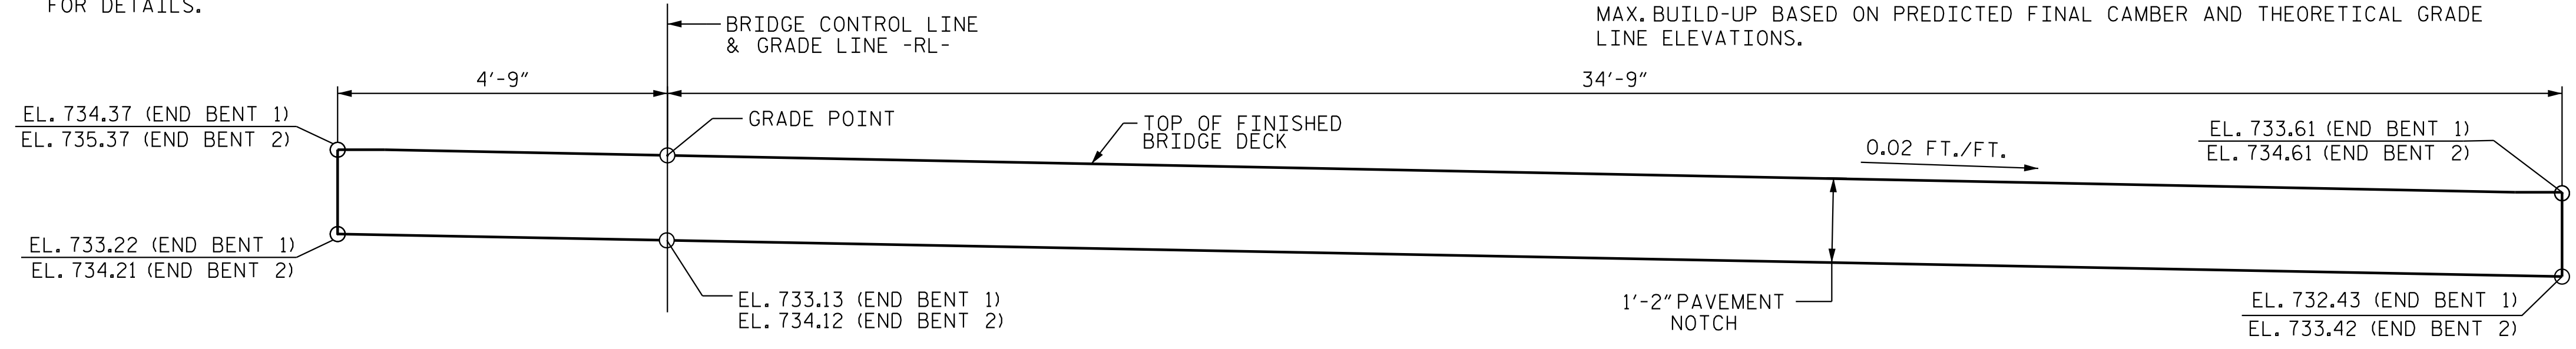 FOR DETAILS.
BRIDGE CONTROL LINE
& GRADE LINE -RL-
MAX. BUILD-UP BASED ON PREDICTED FINAL CAMBER AND THEORETICAL GRADE
LINE ELEVATIONS.
4'-9"
34'-9"
EL. 734.37 (END BENT 1)
EL. 735.37 (END BENT 2)
GRADE POINT
TOP OF FINISHED
BRIDGE DECK
0.02 FT./FT.
EL. 733.61 (END BENT 1)
EL. 734.61 (END BENT 2)
EL. 733.22 (END BENT 1)
EL. 734.21 (END BENT 2)
EL. 733.13 (END BENT 1)
EL. 734.12 (END BENT 2)
1'-2" PAVEMENT
NOTCH
EL. 732.43 (END BENT 1)
EL. 733.42 (END BENT 2)